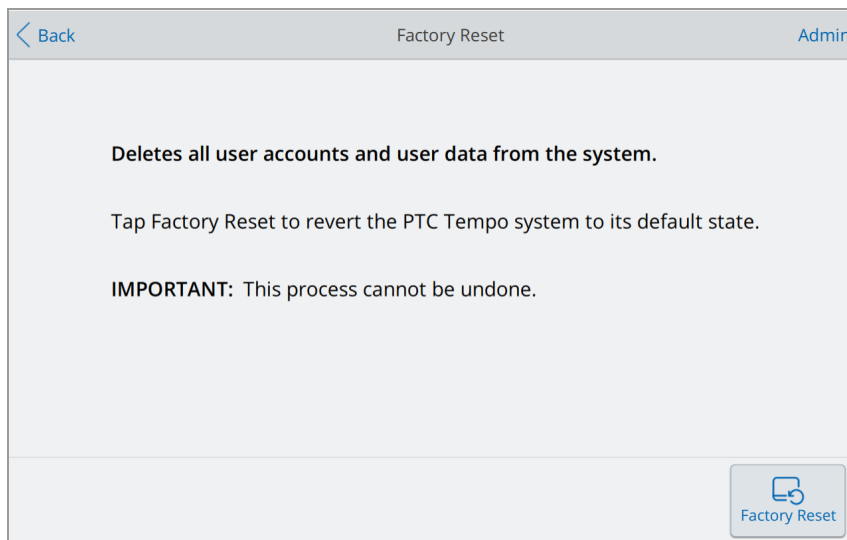 Back
Factory Reset
Admin
Deletes all user accounts and user data from the system.
Tap Factory Reset to revert the PTC Tempo system to its default state.
IMPORTANT: This process cannot be undone.
Factory Reset